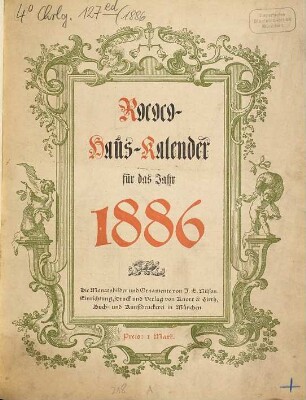 4° Chrlg. 127 ed/1886
Rococo-
Haus-Kalender
für das Jahr
1886
Die Monatsbilder und Ornamente von J. E. Nilson
Einrichtung, Druck und Verlag von Knorr & Hirth,
Buch- und Kunstdruckerei in München
Preis: 1 Mark.